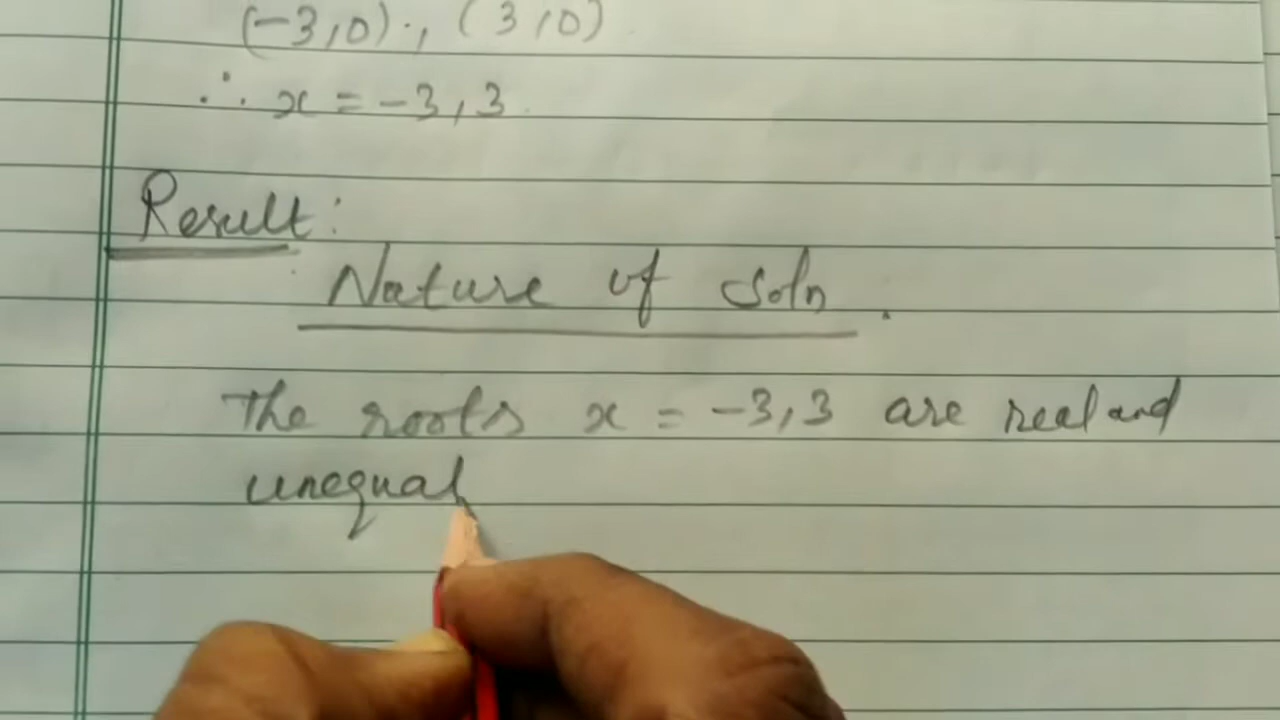 (-3,0)., (3,0)
∴ x = -3,3.
Result:
Nature of Soln.
The roots x = -3,3 are real and
unequal